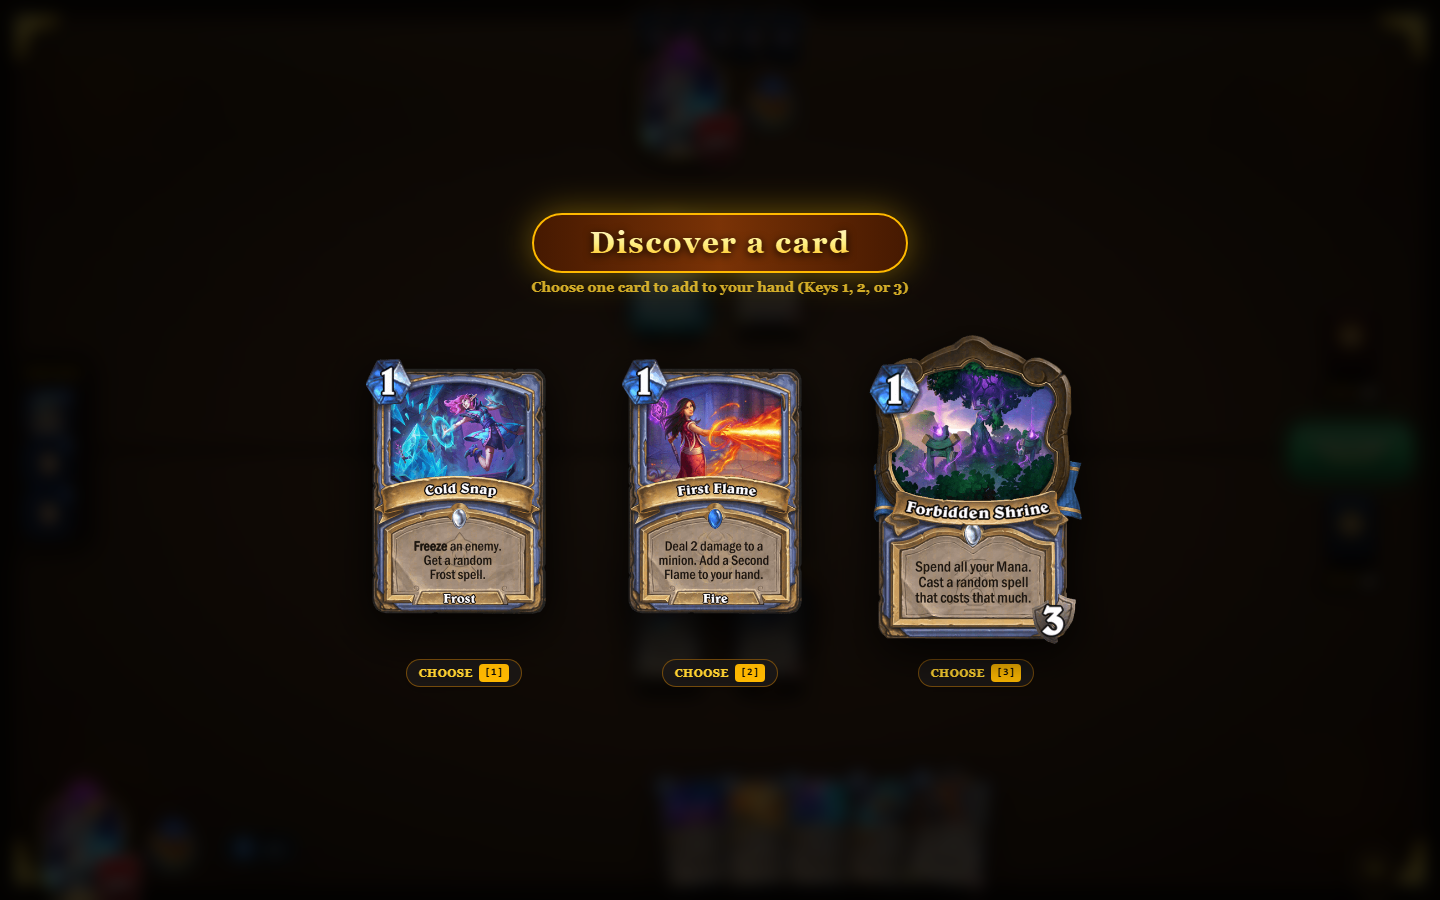 Discover a card
Choose one card to add to your hand (Keys 1, 2, or 3)
1
Cold Snap
Freeze an enemy.
Get a random
Frost spell.
Frost
CHOOSE [1]
1
First Flame
Deal 2 damage to a
minion. Add a Second
Flame to your hand.
Fire
CHOOSE [2]
1
Forbidden Shrine
Spend all your Mana.
Cast a random spell
that costs that much.
3
CHOOSE [3]